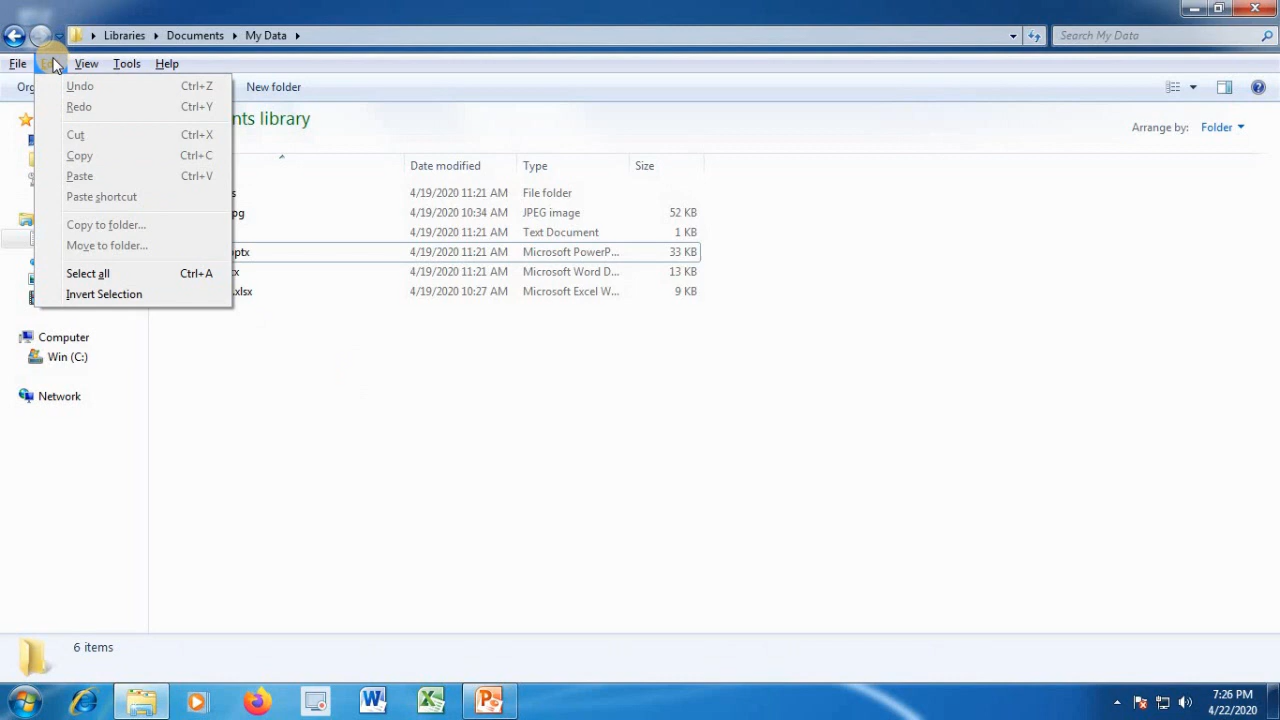 Libraries Documents My Data Search My Data
File View Tools Help
New folder
Undo Ctrl+Z
Redo Ctrl+Y
Cut Ctrl+X
Copy Ctrl+C
Paste Ctrl+V
Paste shortcut
Copy to folder...
Move to folder...
Select all Ctrl+A
Invert Selection
nts library
Arrange by: Folder
Date modified Type Size
s 4/19/2020 11:21 AM File folder
pg 4/19/2020 10:34 AM JPEG image 52 KB
4/19/2020 11:21 AM Text Document 1 KB
ptx 4/19/2020 11:21 AM Microsoft PowerP... 33 KB
x 4/19/2020 11:21 AM Microsoft Word D... 13 KB
.xlsx 4/19/2020 10:27 AM Microsoft Excel W... 9 KB
Computer
Win (C:)
Network
6 items
7:26 PM
4/22/2020